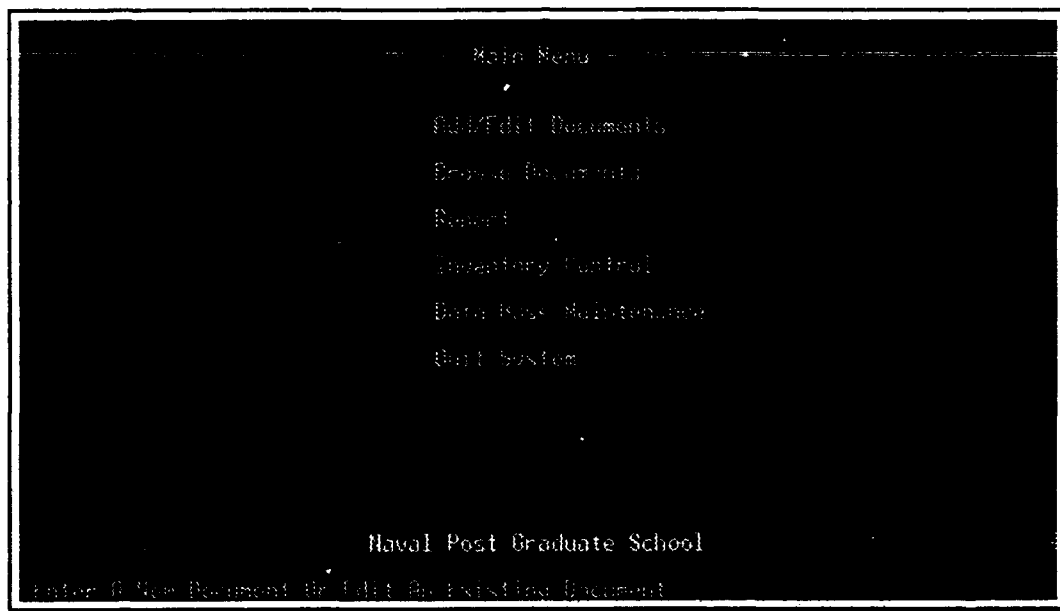 Main Menu
Add/Edit Documents
Browse Documents
Report
Inventory Control
Data Base Maintenance
Quit System
Naval Post Graduate School
Enter A New Document Or Edit An Existing Document